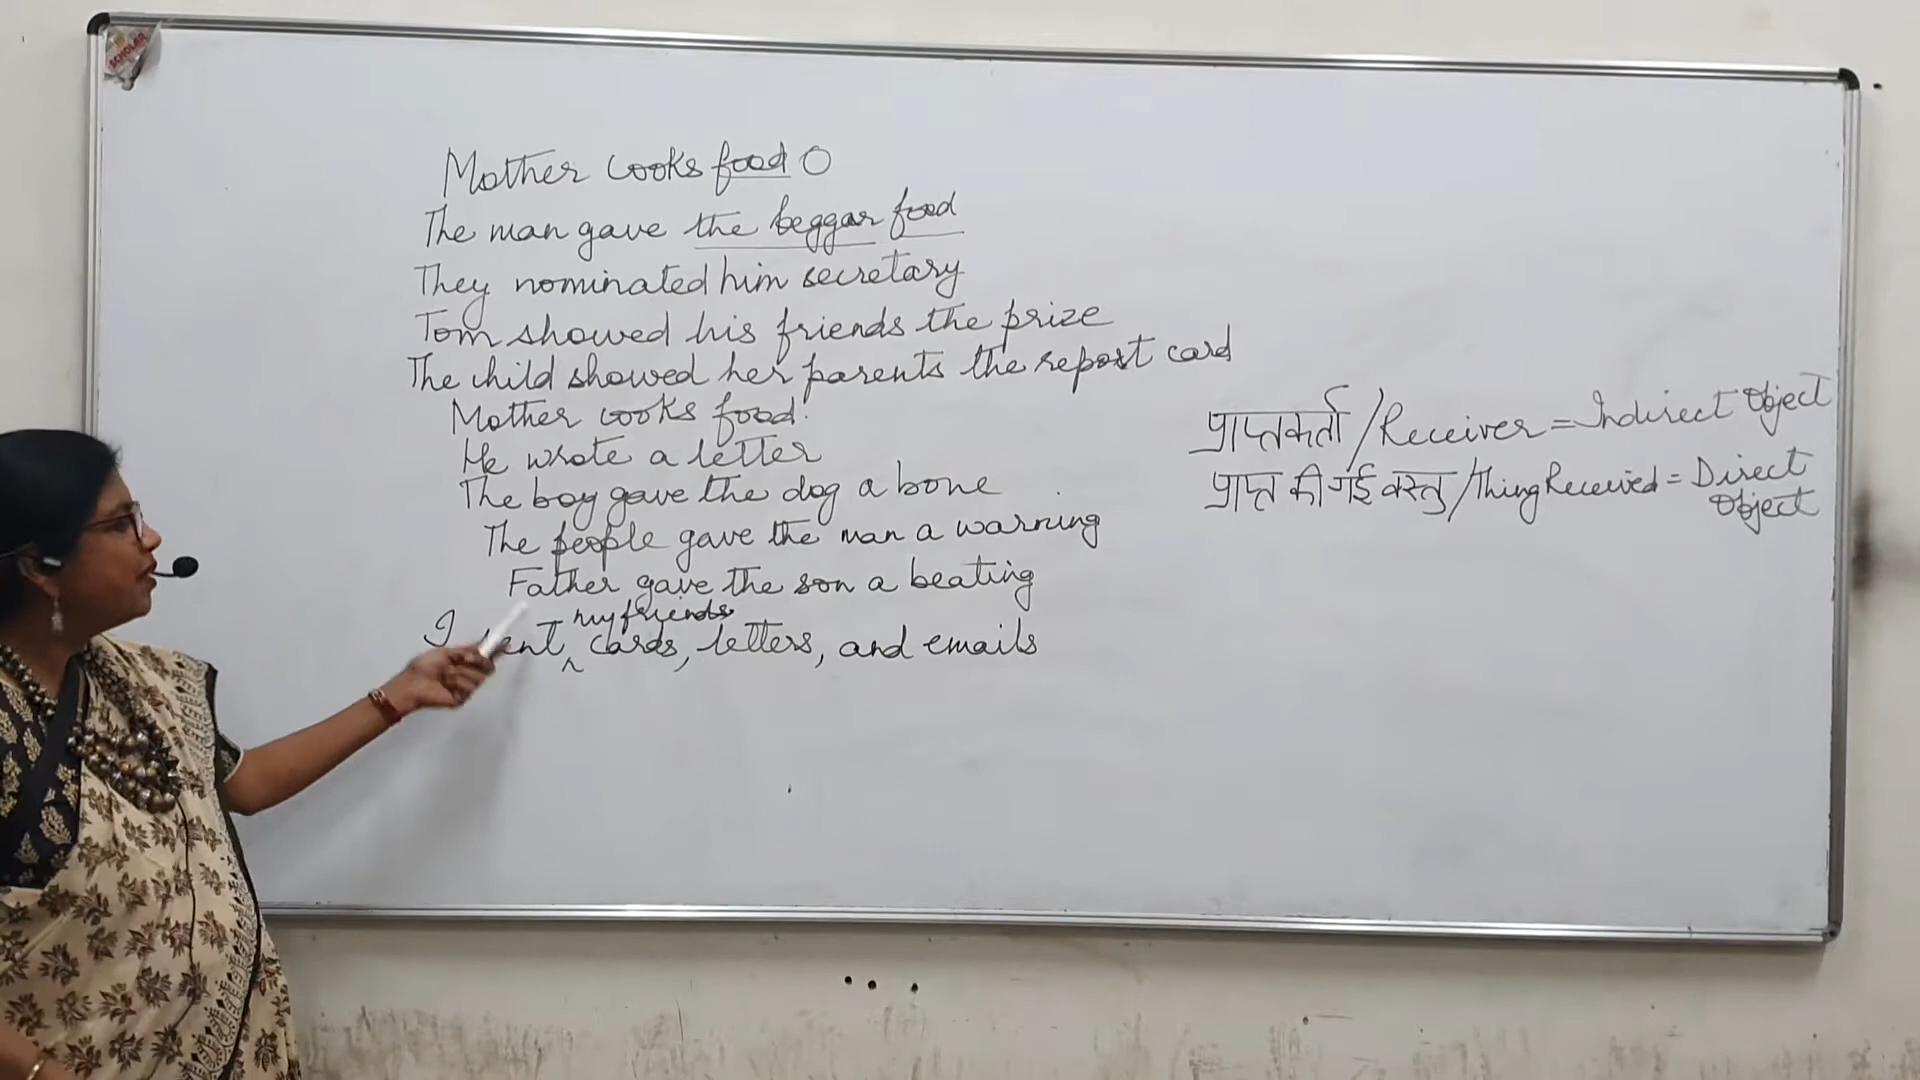 SCHOLAR
Mother cooks food O
The man gave the beggar food
They nominated him secretary
Tom showed his friends the prize
The child showed her parents the report card
Mother cooks food.
He wrote a letter
The boy gave the dog a bone
The people gave the man a warning
Father gave the son a beating
my friends
I sent ^ cards, letters, and emails
प्राप्तकर्ता / Receiver = Indirect Object
प्राप्त की गई वस्तु / Thing Received = Direct
Object